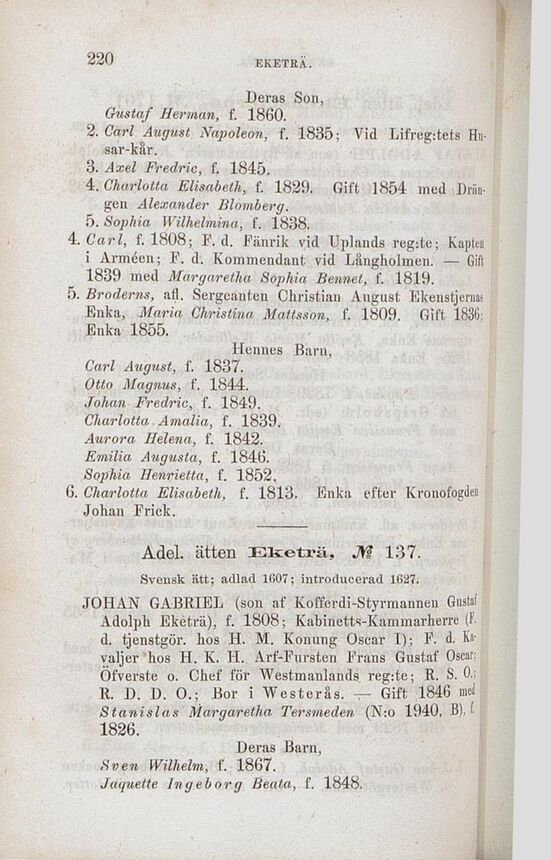 220
EKETRÄ.
Deras Son,
Gustaf Herman, f. 1860.
2. Carl August Napoleon, f. 1835; Vid Lifreg:tets Hu-
sar-kår.
3. Axel Fredric, f. 1845.
4. Charlotta Elisabeth, f. 1829. Gift 1854 med Drän-
gen Alexander Blomberg.
5. Sophia Wilhelmina, f. 1838.
4. Carl, f. 1808; F. d. Fänrik vid Uplands reg:te; Kapten
i Arméen; F. d. Kommendant vid Långholmen. — Gift
1839 med Margaretha Sophia Bennet, f. 1819.
5. Broderns, afl. Sergeanten Christian August Ekenstjernas
Enka, Maria Christina Mattsson, f. 1809. Gift 1836;
Enka 1855.
Hennes Barn,
Carl August, f. 1837.
Otto Magnus, f. 1844.
Johan Fredric, f. 1849.
Charlotta Amalia, f. 1839.
Aurora Helena, f. 1842.
Emilia Augusta, f. 1846.
Sophia Henrietta, f. 1852.
6. Charlotta Elisabeth, f. 1813. Enka efter Kronofogden
Johan Frick.
Adel. ätten Eketrä, № 137.
Svensk ätt; adlad 1607; introducerad 1627.
JOHAN GABRIEL (son af Kofferdi-Styrmannen Gustaf
Adolph Eketrä), f. 1808; Kabinetts-Kammarherre (F.
d. tjenstgör. hos H. M. Konung Oscar I); F. d. Ka-
valjer hos H. K. H. Arf-Fursten Frans Gustaf Oscar;
Öfverste o. Chef för Westmanlands reg:te; R. S. O.;
R. D. D. O.; Bor i Westerås. — Gift 1846 med
Stanislas Margaretha Tersmeden (N:o 1940, B), f.
1826.
Deras Barn,
Sven Wilhelm, f. 1867.
Jaquette Ingeborg Beata, f. 1848.